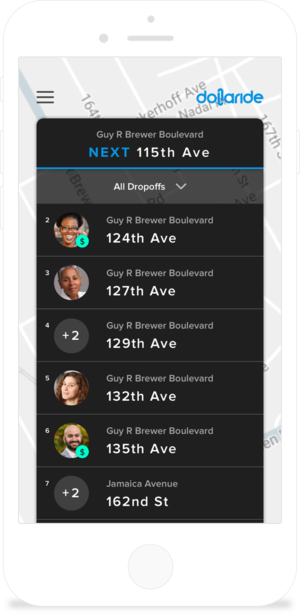 164th
kerhoff Ave
Nadal
dollaride
167th
Guy R Brewer Boulevard
NEXT 115th Ave
All Dropoffs
2
Guy R Brewer Boulevard
$
124th Ave
3
Guy R Brewer Boulevard
127th Ave
4
+2
Guy R Brewer Boulevard
129th Ave
5
Guy R Brewer Boulevard
132th Ave
6
Guy R Brewer Boulevard
$
135th Ave
7
+2
Jamaica Avenue
162nd St